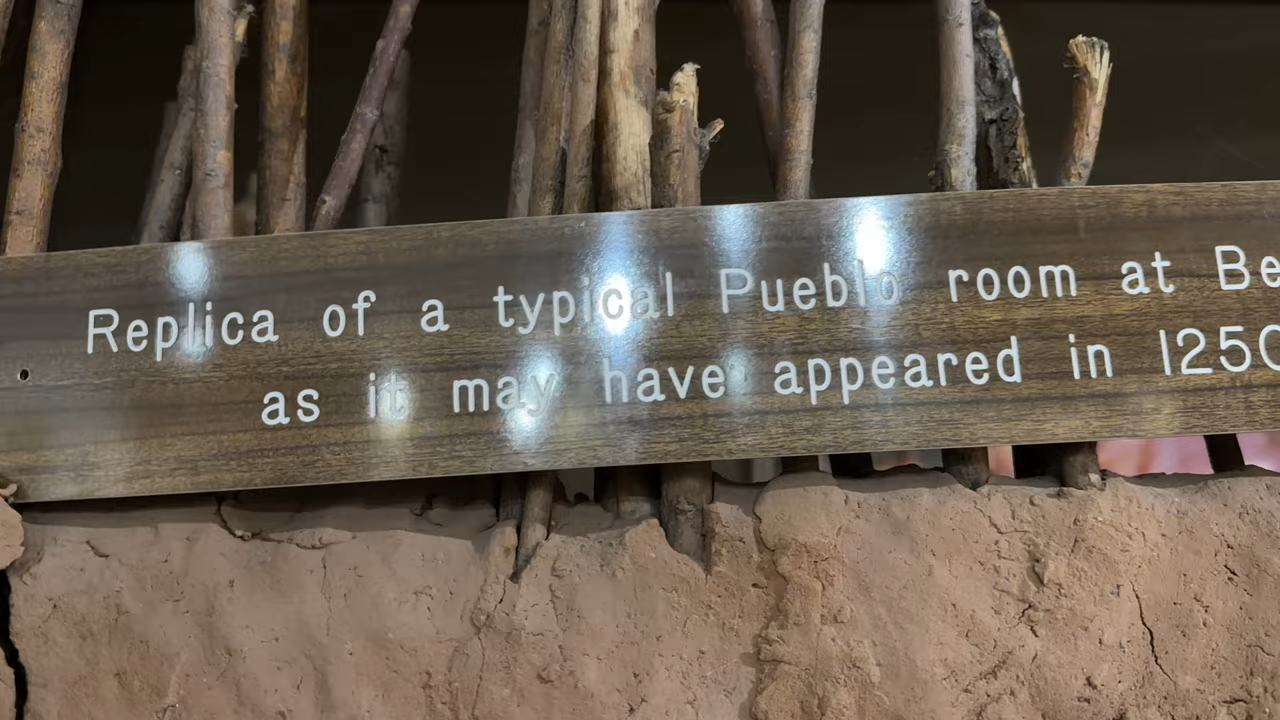 Replica of a typical Pueblo room at Be
as it may have appeared in 1250